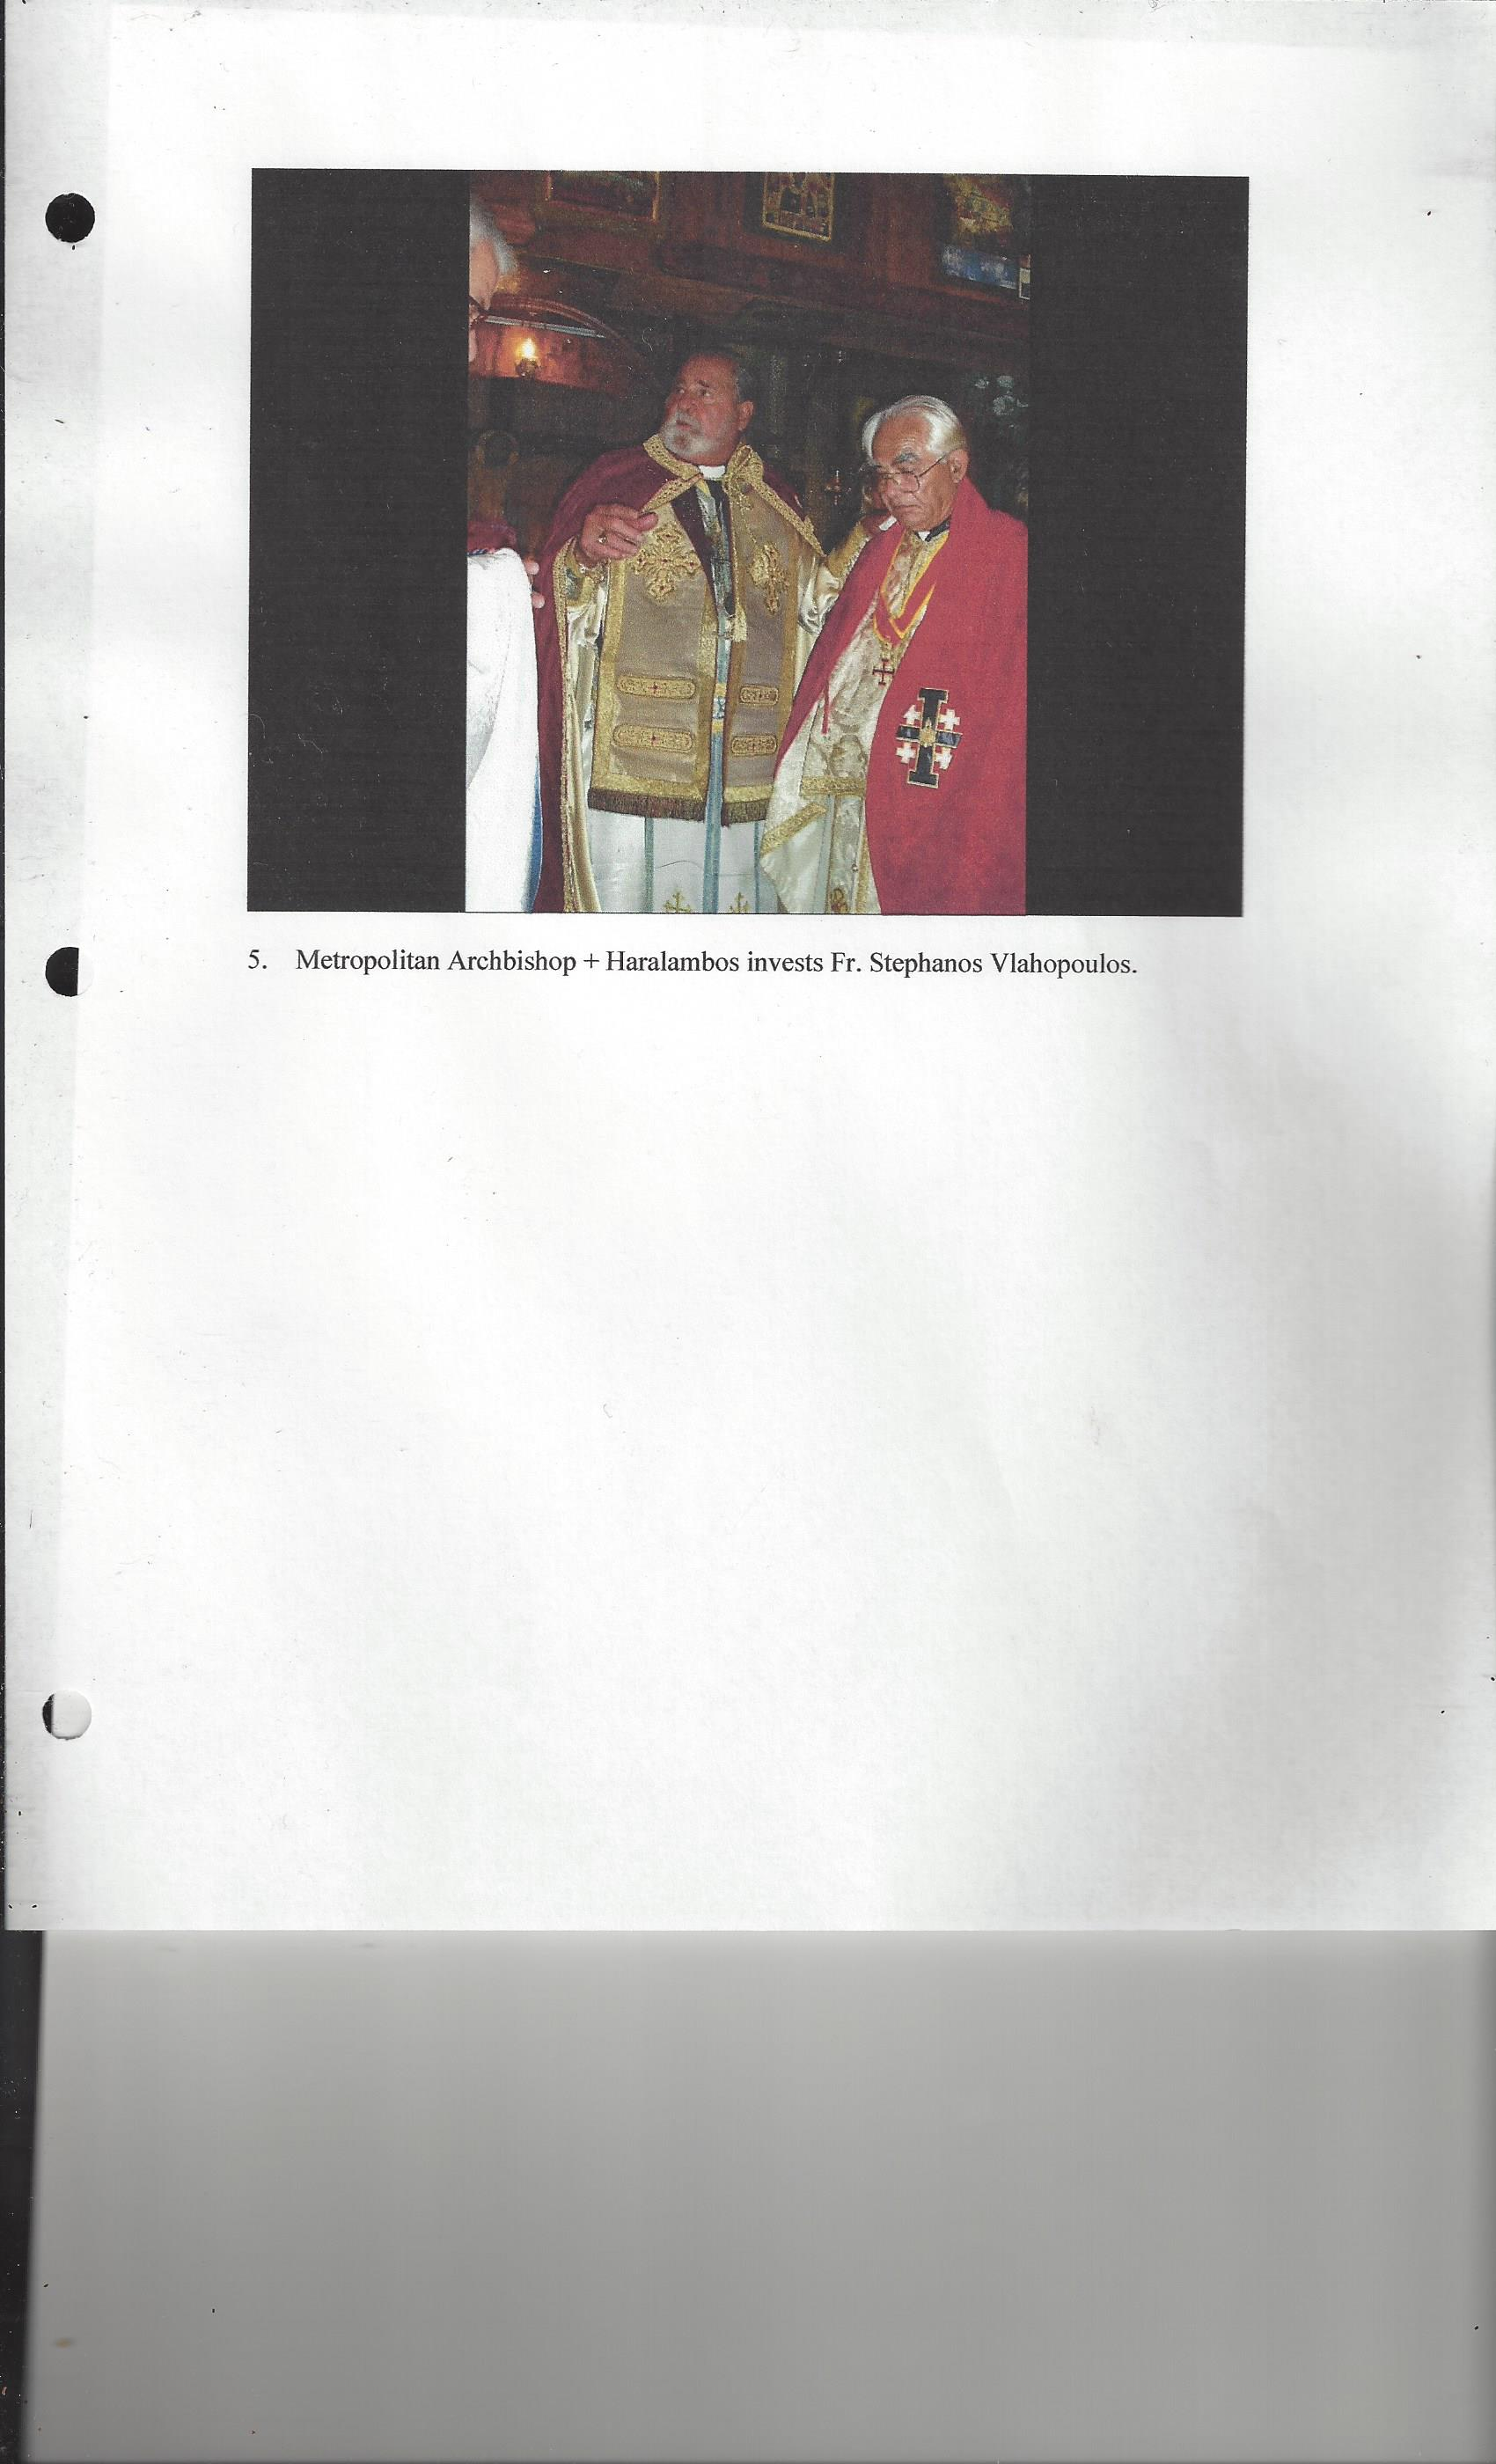 5. Metropolitan Archbishop + Haralambos invests Fr. Stephanos Vlahopoulos.